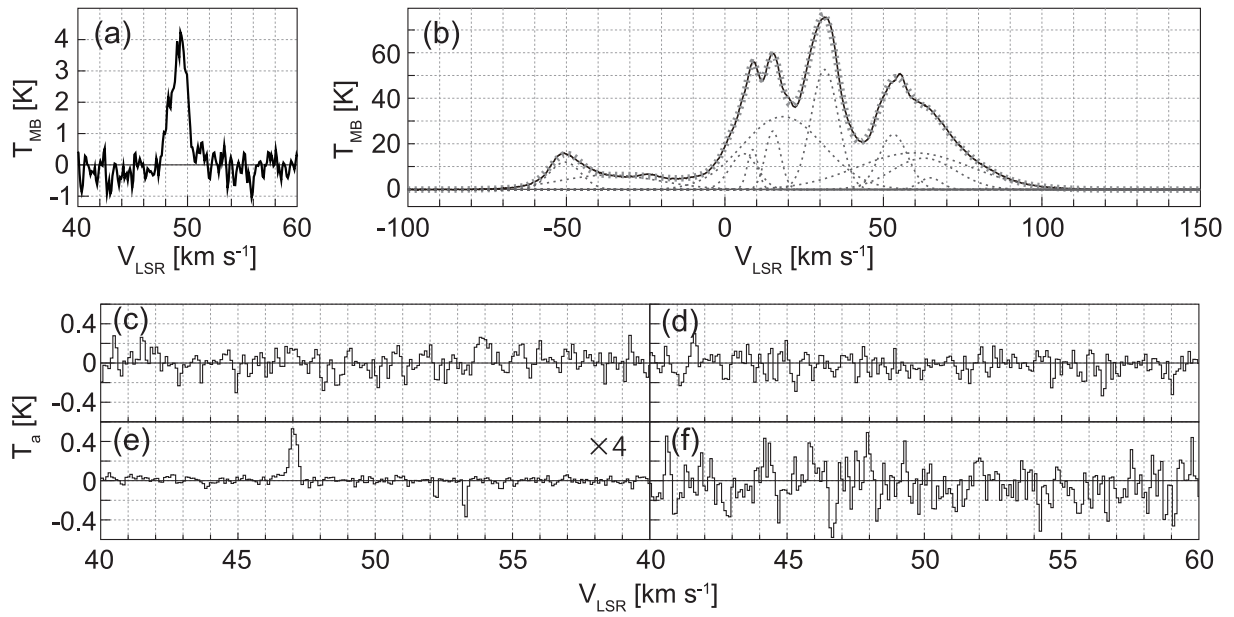 (a)
4
3
2
1
0
-1
T_MB [K]
40 50 60
V_LSR [km s⁻¹]
(b)
60
40
20
0
T_MB [K]
-100 -50 0 50 100 150
V_LSR [km s⁻¹]
(c) (d)
0.4
0
-0.4
T_a [K]
(e) ×4 (f)
0.4
0
-0.4
40 45 50 55 40 45 50 55 60
V_LSR [km s⁻¹]